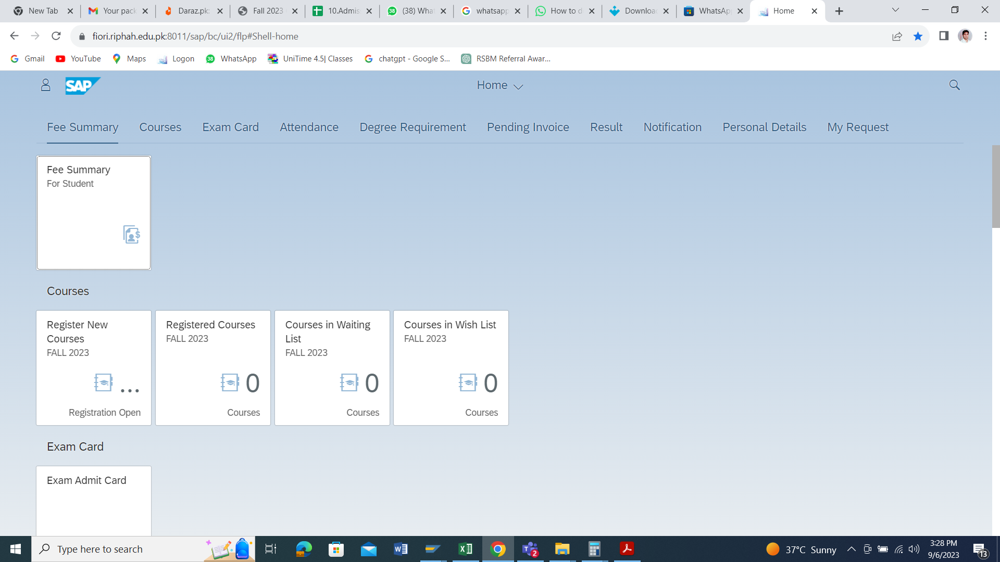 New Tab
Your pack
Daraz.pk:
Fall 2023
10.Admis
(38) What
whatsapp
How to d
Download
WhatsApp
Home
fiori.riphah.edu.pk:8011/sap/bc/ui2/flp#Shell-home
Gmail
YouTube
Maps
Logon
38
WhatsApp
UniTime 4.5| Classes
chatgpt - Google S...
RSBM Referral Awar...
SAP
Home
Fee Summary
Courses
Exam Card
Attendance
Degree Requirement
Pending Invoice
Result
Notification
Personal Details
My Request
Fee Summary
For Student
Courses
Register New
Courses
FALL 2023
...
Registration Open
Registered Courses
FALL 2023
0
Courses
Courses in Waiting
List
FALL 2023
0
Courses
Courses in Wish List
FALL 2023
0
Courses
Exam Card
Exam Admit Card
Type here to search
2
37°C Sunny
3:28 PM
9/6/2023
13